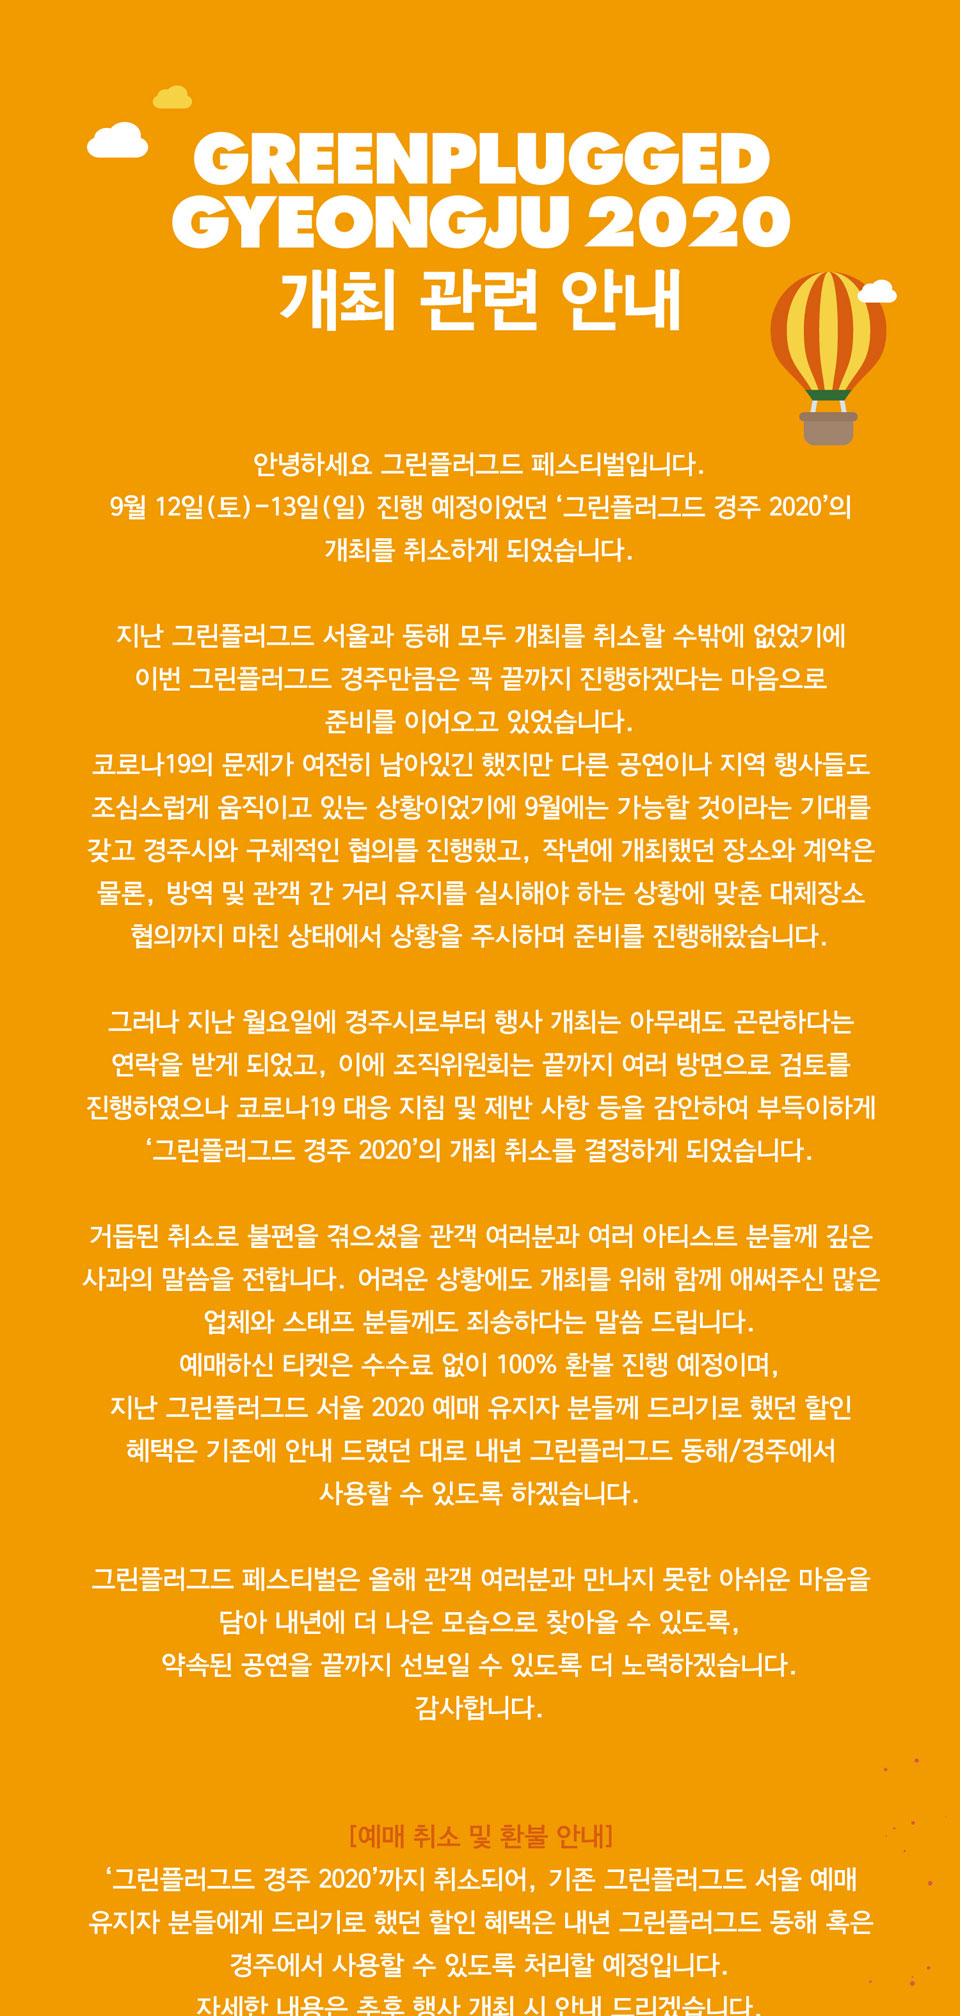 GREENPLUGGED
GYEONGJU 2020
개최 관련 안내
안녕하세요 그린플러그드 페스티벌입니다.
9월 12일(토)-13일(일) 진행 예정이었던 ‘그린플러그드 경주 2020’의
개최를 취소하게 되었습니다.
지난 그린플러그드 서울과 동해 모두 개최를 취소할 수밖에 없었기에
이번 그린플러그드 경주만큼은 꼭 끝까지 진행하겠다는 마음으로
준비를 이어오고 있었습니다.
코로나19의 문제가 여전히 남아있긴 했지만 다른 공연이나 지역 행사들도
조심스럽게 움직이고 있는 상황이었기에 9월에는 가능할 것이라는 기대를
갖고 경주시와 구체적인 협의를 진행했고, 작년에 개최했던 장소와 계약은
물론, 방역 및 관객 간 거리 유지를 실시해야 하는 상황에 맞춘 대체장소
협의까지 마친 상태에서 상황을 주시하며 준비를 진행해왔습니다.
그러나 지난 월요일에 경주시로부터 행사 개최는 아무래도 곤란하다는
연락을 받게 되었고, 이에 조직위원회는 끝까지 여러 방면으로 검토를
진행하였으나 코로나19 대응 지침 및 제반 사항 등을 감안하여 부득이하게
‘그린플러그드 경주 2020’의 개최 취소를 결정하게 되었습니다.
거듭된 취소로 불편을 겪으셨을 관객 여러분과 여러 아티스트 분들께 깊은
사과의 말씀을 전합니다. 어려운 상황에도 개최를 위해 함께 애써주신 많은
업체와 스태프 분들께도 죄송하다는 말씀 드립니다.
예매하신 티켓은 수수료 없이 100% 환불 진행 예정이며,
지난 그린플러그드 서울 2020 예매 유지자 분들께 드리기로 했던 할인
혜택은 기존에 안내 드렸던 대로 내년 그린플러그드 동해/경주에서
사용할 수 있도록 하겠습니다.
그린플러그드 페스티벌은 올해 관객 여러분과 만나지 못한 아쉬운 마음을
담아 내년에 더 나은 모습으로 찾아올 수 있도록,
약속된 공연을 끝까지 선보일 수 있도록 더 노력하겠습니다.
감사합니다.
[예매 취소 및 환불 안내]
‘그린플러그드 경주 2020’까지 취소되어, 기존 그린플러그드 서울 예매
유지자 분들에게 드리기로 했던 할인 혜택은 내년 그린플러그드 동해 혹은
경주에서 사용할 수 있도록 처리할 예정입니다.
자세한 내용은 추후 행사 개최 시 안내 드리겠습니다.